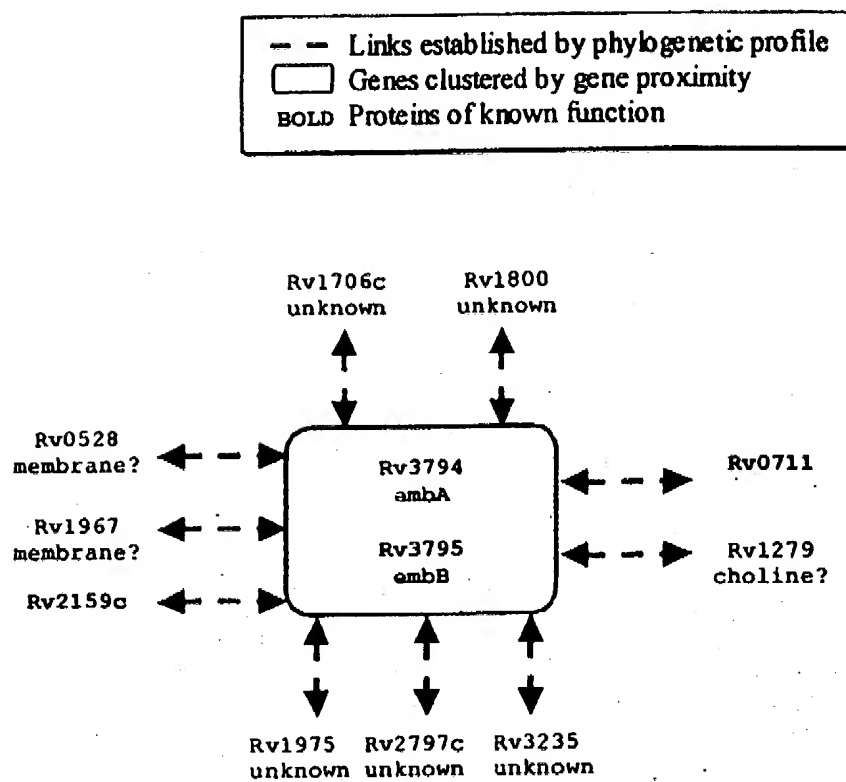 Links established by phylogenetic profile
Genes clustered by gene proximity
BOLD Proteins of known function
Rv1706c
unknown
Rv1800
unknown
Rv0528
membrane?
Rv3794
embA
Rv0711
Rv1967
membrane?
Rv3795
embB
Rv1279
choline?
Rv2159c
Rv1975
unknown
Rv2797c
unknown
Rv3235
unknown